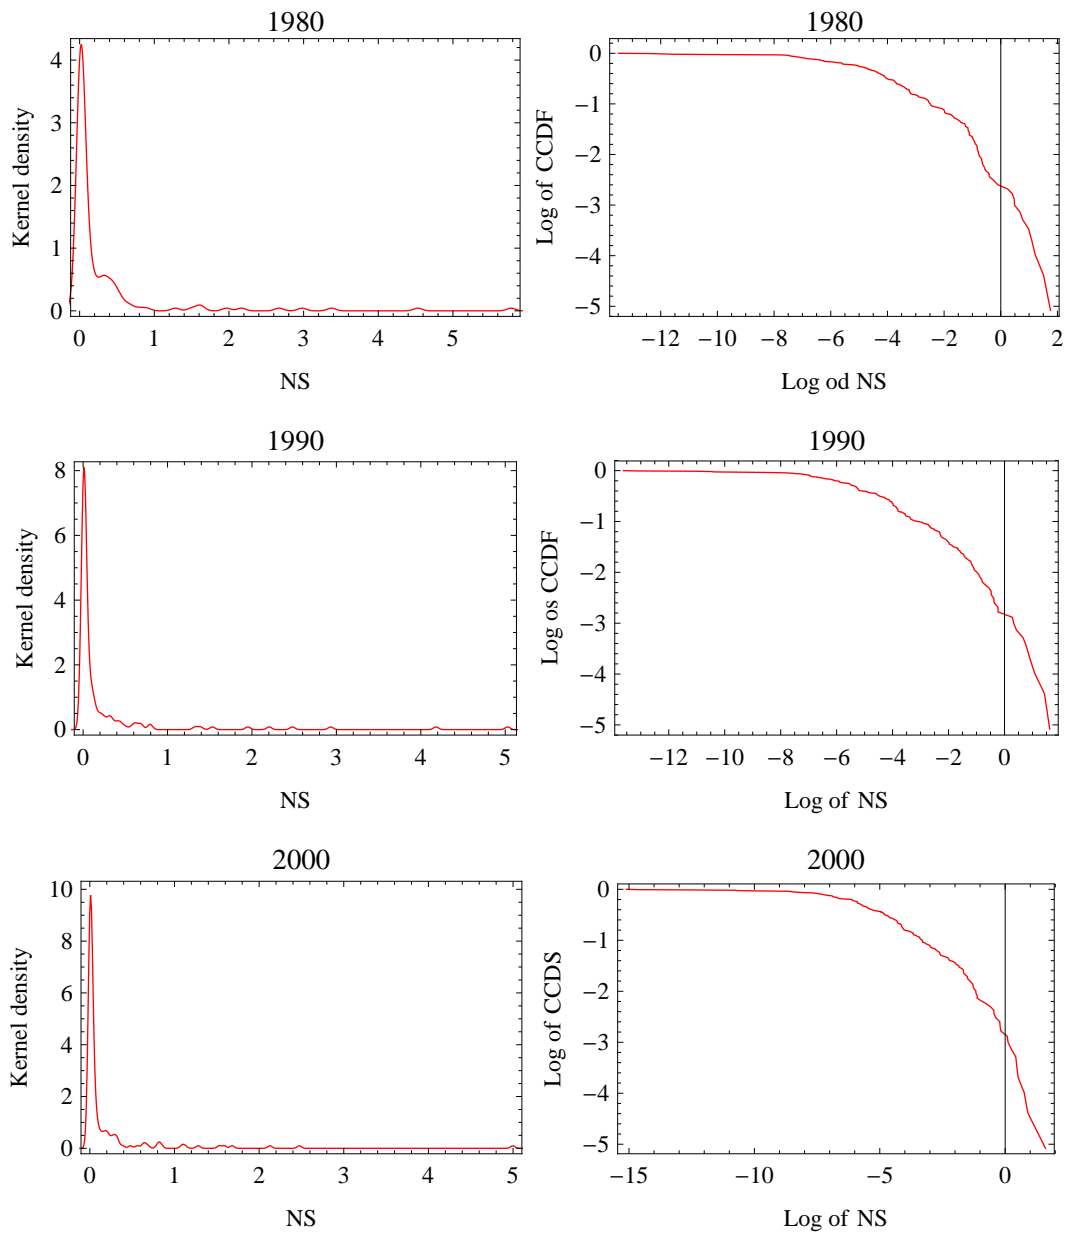 1980
Kernel density
4
3
2
1
0
0 1 2 3 4 5
NS
1980
Log of CCDF
0
−1
−2
−3
−4
−5
−12 −10 −8 −6 −4 −2 0 2
Log od NS
1990
Kernel density
8
6
4
2
0
0 1 2 3 4 5
NS
1990
Log os CCDF
0
−1
−2
−3
−4
−5
−12 −10 −8 −6 −4 −2 0
Log of NS
2000
Kernel density
10
8
6
4
2
0
0 1 2 3 4 5
NS
2000
Log of CCDS
0
−1
−2
−3
−4
−5
−15 −10 −5 0
Log of NS